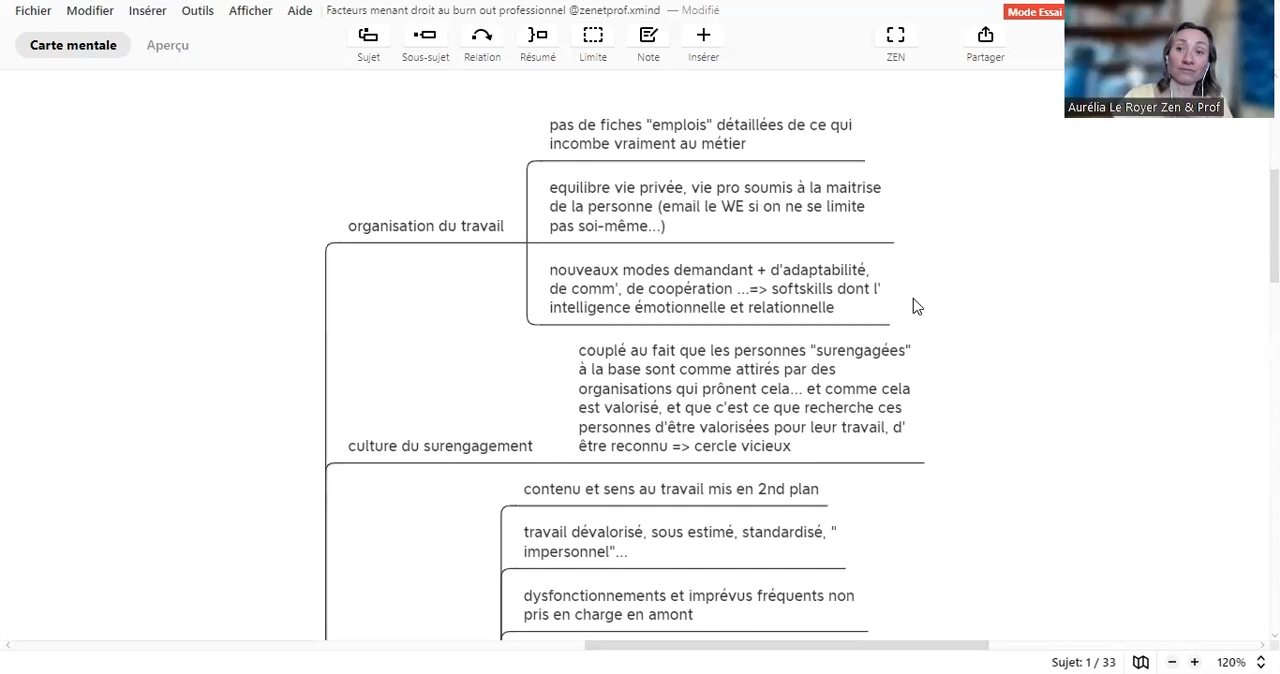 Fichier Modifier Insérer Outils Afficher Aide Facteurs menant droit au burn out professionel @zenetprof.xmind — Modifié
Mode Essai
Carte mentale Aperçu
Sujet Sous-sujet Relation Résumé Limite Note Insérer ZEN Partager
Aurélia Le Royer Zen & Prof
pas de fiches "emplois" détaillées de ce qui
incombe vraiment au métier
equilibre vie privée, vie pro soumis à la maitrise
de la personne (email le WE si on ne se limite
pas soi-même...)
organisation du travail
nouveaux modes demandant + d'adaptabilité,
de comm', de coopération ...=> softskills dont l'
intelligence émotionnelle et relationnelle
couplé au fait que les personnes "surengagées"
à la base sont comme attirés par des
organisations qui prônent cela... et comme cela
est valorisé, et que c'est ce que recherche ces
personnes d'être valorisées pour leur travail, d'
être reconnu => cercle vicieux
culture du surengagement
contenu et sens au travail mis en 2nd plan
travail dévalorisé, sous estimé, standardisé, "
impersonnel"...
dysfonctionnements et imprévus fréquents non
pris en charge en amont
Sujet: 1 / 33 120%